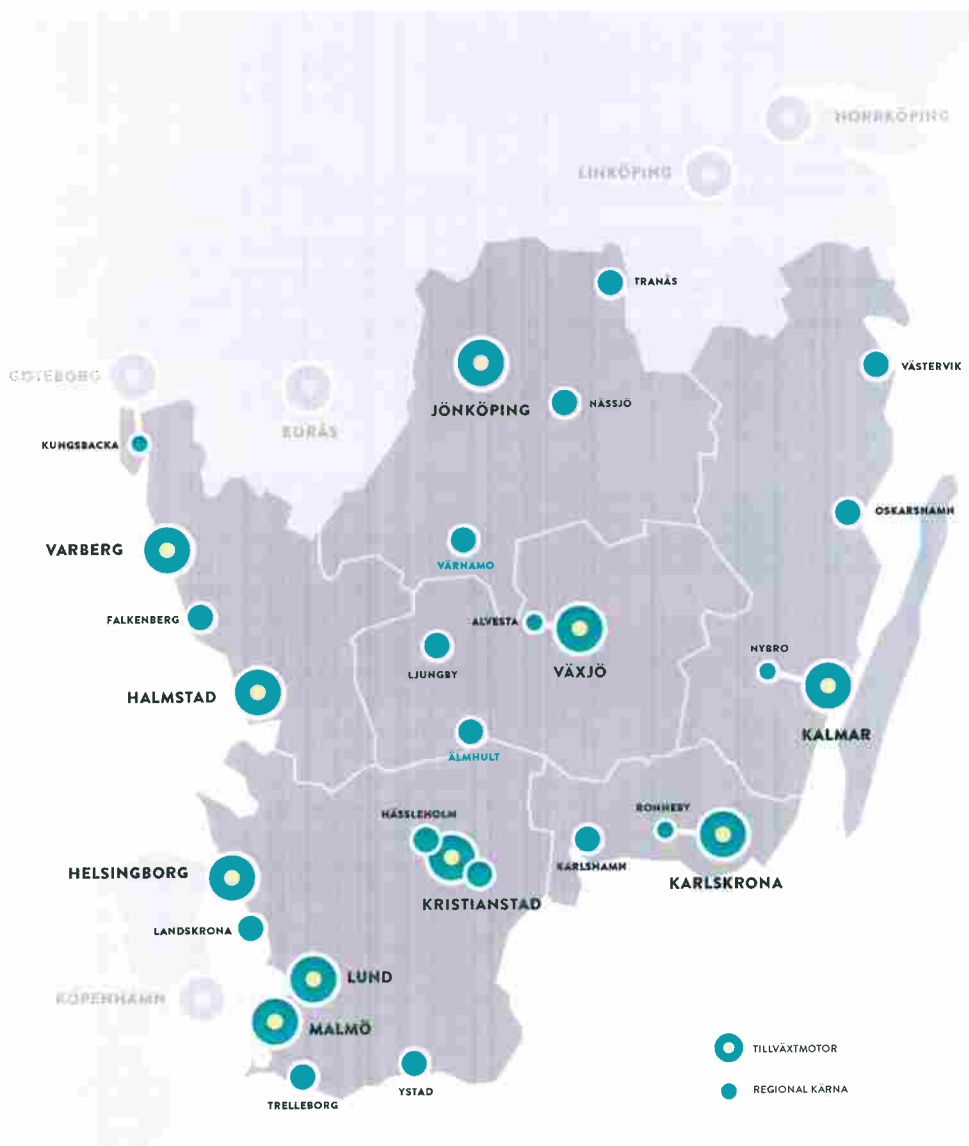 NORRKÖPING
LINKÖPING
TRANÅS
VÄSTERVIK
GÖTEBORG
JÖNKÖPING
NÄSSJÖ
BORÅS
KUNGSBACKA
OSKARSHAMN
VARBERG
VÄRNAMO
FALKENBERG
ALVESTA
NYBRO
LJUNGBY
VÄXJÖ
HALMSTAD
KALMAR
ÄLMHULT
HÄSSLEHOLM
RONNEBY
KARLSHAMN
HELSINGBORG
KARLSKRONA
KRISTIANSTAD
LANDSKRONA
LUND
KÖPENHAMN
MALMÖ
TILLVÄXTMOTOR
YSTAD
REGIONAL KÄRNA
TRELLEBORG